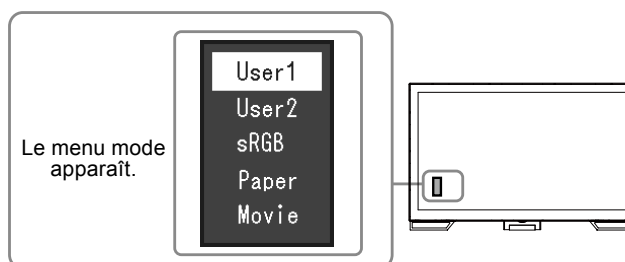 Le menu mode
apparaît.
User1
User2
sRGB
Paper
Movie